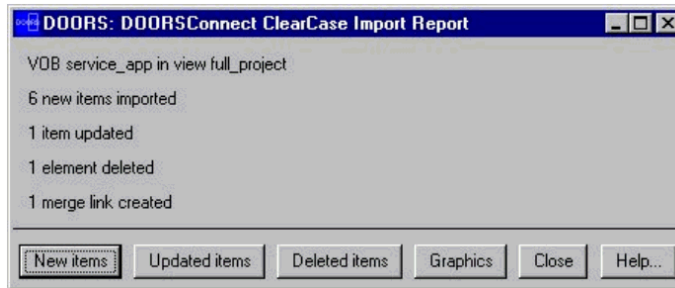 DOORS: DOORSConnect ClearCase Import Report
VOB service_app in view full_project
6 new items imported
1 item updated
1 element deleted
1 merge link created
New items Updated items Deleted items Graphics Close Help...